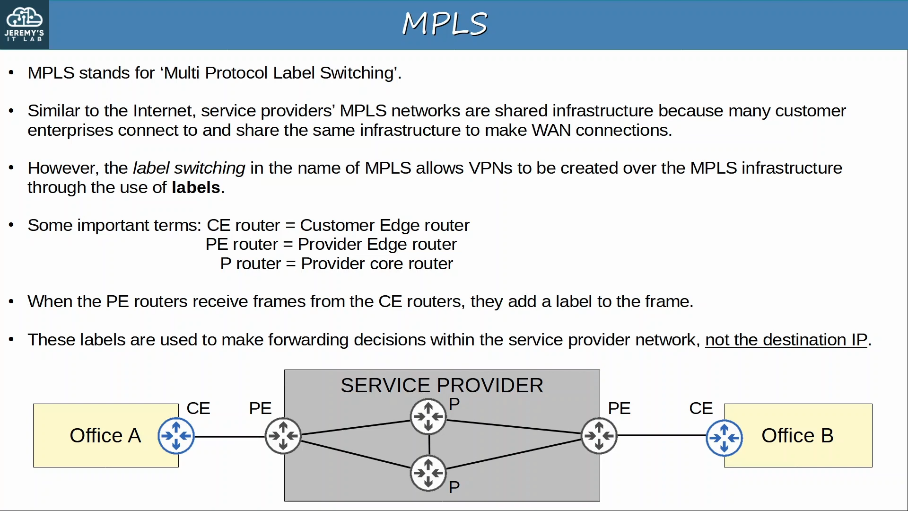 JEREMY'S
IT LAB
MPLS
• MPLS stands for ‘Multi Protocol Label Switching’.
• Similar to the Internet, service providers’ MPLS networks are shared infrastructure because many customer
enterprises connect to and share the same infrastructure to make WAN connections.
• However, the label switching in the name of MPLS allows VPNs to be created over the MPLS infrastructure
through the use of labels.
• Some important terms: CE router = Customer Edge router
PE router = Provider Edge router
P router = Provider core router
• When the PE routers receive frames from the CE routers, they add a label to the frame.
• These labels are used to make forwarding decisions within the service provider network, not the destination IP.
SERVICE PROVIDER
CE PE P PE CE
Office A Office B
P